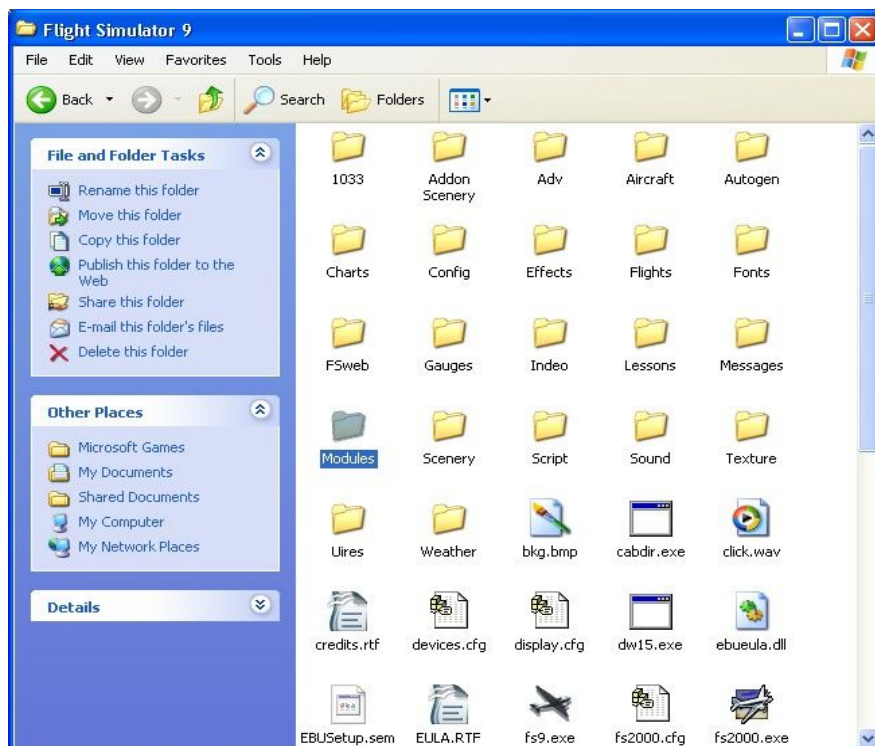 Flight Simulator 9
File Edit View Favorites Tools Help
Back Search Folders
File and Folder Tasks
Rename this folder
Move this folder
Copy this folder
Publish this folder to the
Web
Share this folder
E-mail this folder's files
Delete this folder
Other Places
Microsoft Games
My Documents
Shared Documents
My Computer
My Network Places
Details
1033 Addon Adv Aircraft Autogen
Scenery
Charts Config Effects Flights Fonts
FSweb Gauges Indeo Lessons Messages
Modules Scenery Script Sound Texture
Uires Weather bkg.bmp cabdir.exe click.wav
credits.rtf devices.cfg display.cfg dw15.exe ebueula.dll
EBUSetup.sem EULA.RTF fs9.exe fs2000.cfg fs2000.exe